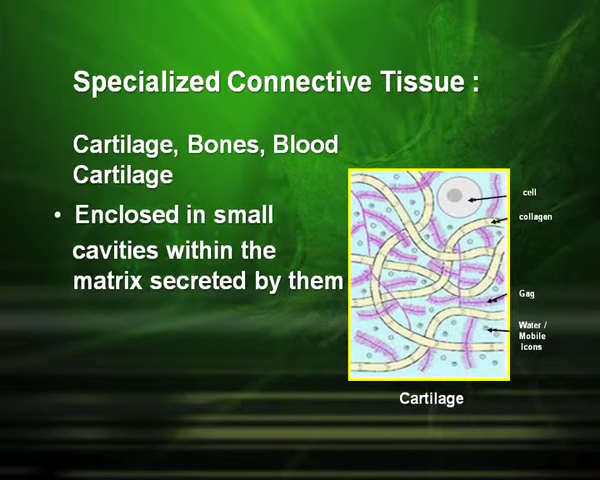 Specialized Connective Tissue :
Cartilage, Bones, Blood
Cartilage
• Enclosed in small
cavities within the
matrix secreted by them
cell
collagen
Gag
Water /
Mobile
Icons
Cartilage